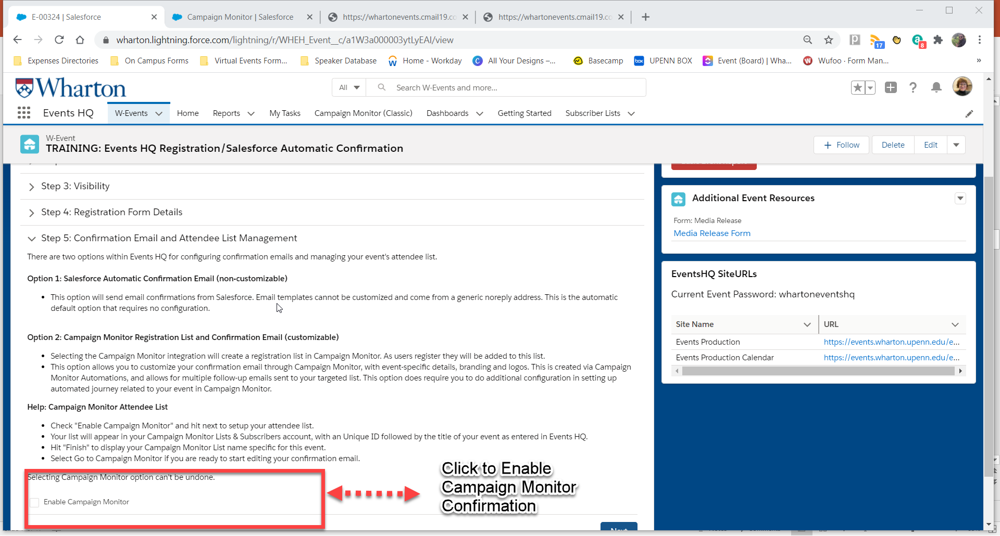 E-00324 | Salesforce
Campaign Monitor | Salesforce
https://whartonevents.cmail19.co
https://whartonevents.cmail19.co
wharton.lightning.force.com/lightning/r/WHEH_Event__c/a1W3a000003ytLyEAI/view
17
8
Expenses Directories
On Campus Forms
Virtual Events Form...
Speaker Database
Home - Workday
All Your Designs –...
Basecamp
box
UPENN BOX
Event (Board) | Wha...
Wufoo · Form Man...
»
Wharton
All
Search W-Events and more...
Events HQ
W-Events
Home
Reports
My Tasks
Campaign Monitor (Classic)
Dashboards
Getting Started
Subscriber Lists
W-Event
TRAINING: Events HQ Registration/Salesforce Automatic Confirmation
+ Follow
Delete
Edit
Step 3: Visibility
Step 4: Registration Form Details
Step 5: Confirmation Email and Attendee List Management
There are two options within Events HQ for configuring confirmation emails and managing your event's attendee list.
Option 1: Salesforce Automatic Confirmation Email (non-customizable)
• This option will send email confirmations from Salesforce. Email templates cannot be customized and come from a generic noreply address. This is the automatic
default option that requires no configuration.
Option 2: Campaign Monitor Registration List and Confirmation Email (customizable)
• Selecting the Campaign Monitor integration will create a registration list in Campaign Monitor. As users register they will be added to this list.
• This option allows you to customize your confirmation email through Campaign Monitor, with event-specific details, branding and logos. This is created via Campaign
Monitor Automations, and allows for multiple follow-up emails sent to your targeted list. This option does require you to do additional configuration in setting up
automated journey related to your event in Campaign Monitor.
Help: Campaign Monitor Attendee List
• Check "Enable Campaign Monitor" and hit next to setup your attendee list.
• Your list will appear in your Campaign Monitor Lists & Subscribers account, with an Unique ID followed by the title of your event as entered in Events HQ.
• Hit "Finish" to display your Campaign Monitor List name specific for this event.
• Select Go to Campaign Monitor if you are ready to start editing your confirmation email.
Selecting Campaign Monitor option can't be undone.
Enable Campaign Monitor
Click to Enable
Campaign Monitor
Confirmation
Next
Additional Event Resources
Form: Media Release
Media Release Form
EventsHQ SiteURLs
Current Event Password: whartoneventshq
Site Name
URL
Events Production
https://events.wharton.upenn.edu/e...
Events Production Calendar
https://events.wharton.upenn.edu/e...